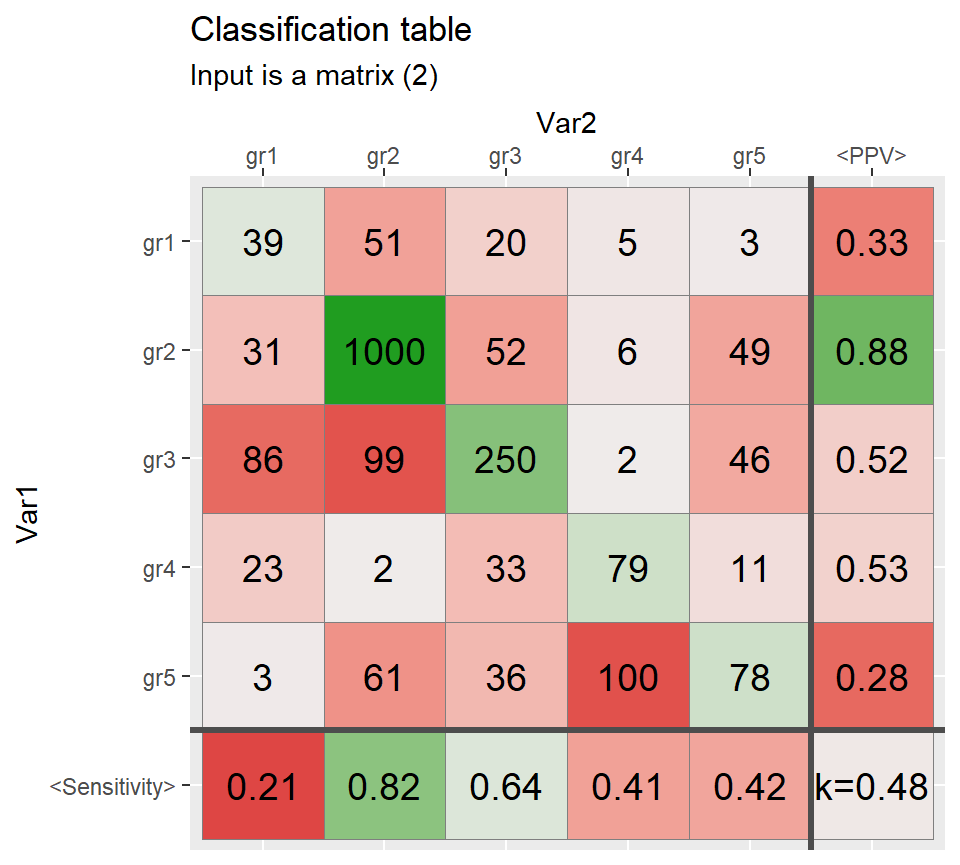 Classification table
Input is a matrix (2)
Var2
gr1 gr2 gr3 gr4 gr5 <PPV>
gr1 39 51 20 5 3 0.33
gr2 31 1000 52 6 49 0.88
gr3 86 99 250 2 46 0.52
Var1
gr4 23 2 33 79 11 0.53
gr5 3 61 36 100 78 0.28
<Sensitivity> 0.21 0.82 0.64 0.41 0.42 k=0.48